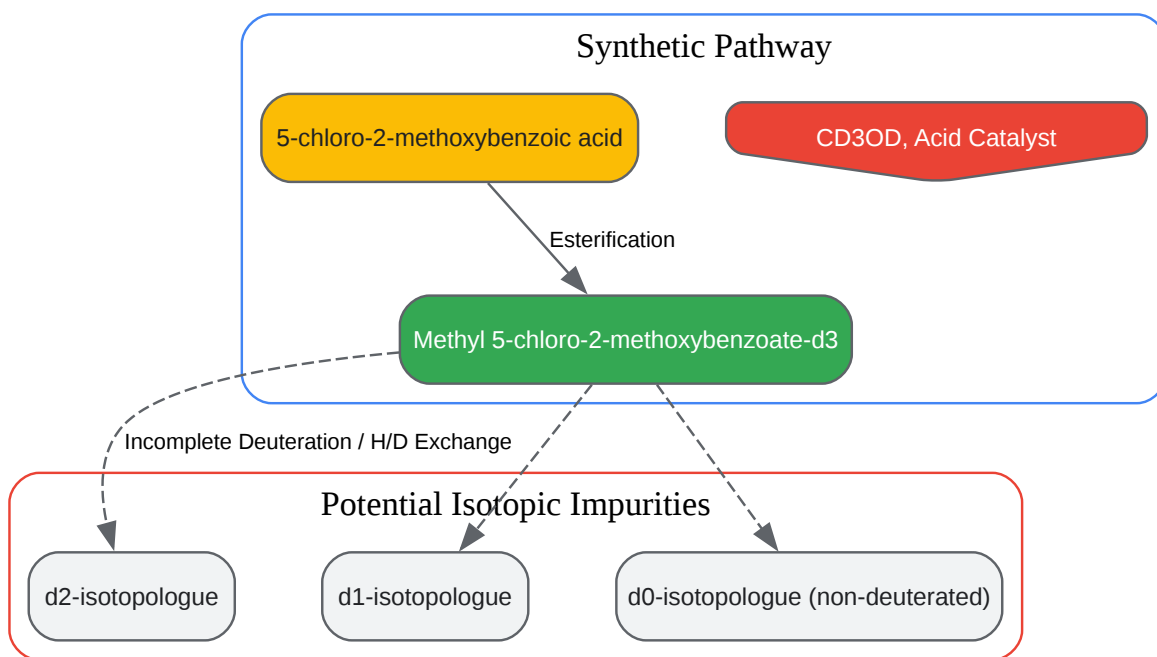 Synthetic Pathway
5-chloro-2-methoxybenzoic acid
CD3OD, Acid Catalyst
Esterification
Methyl 5-chloro-2-methoxybenzoate-d3
Incomplete Deuteration / H/D Exchange
Potential Isotopic Impurities
d2-isotopologue
d1-isotopologue
d0-isotopologue (non-deuterated)